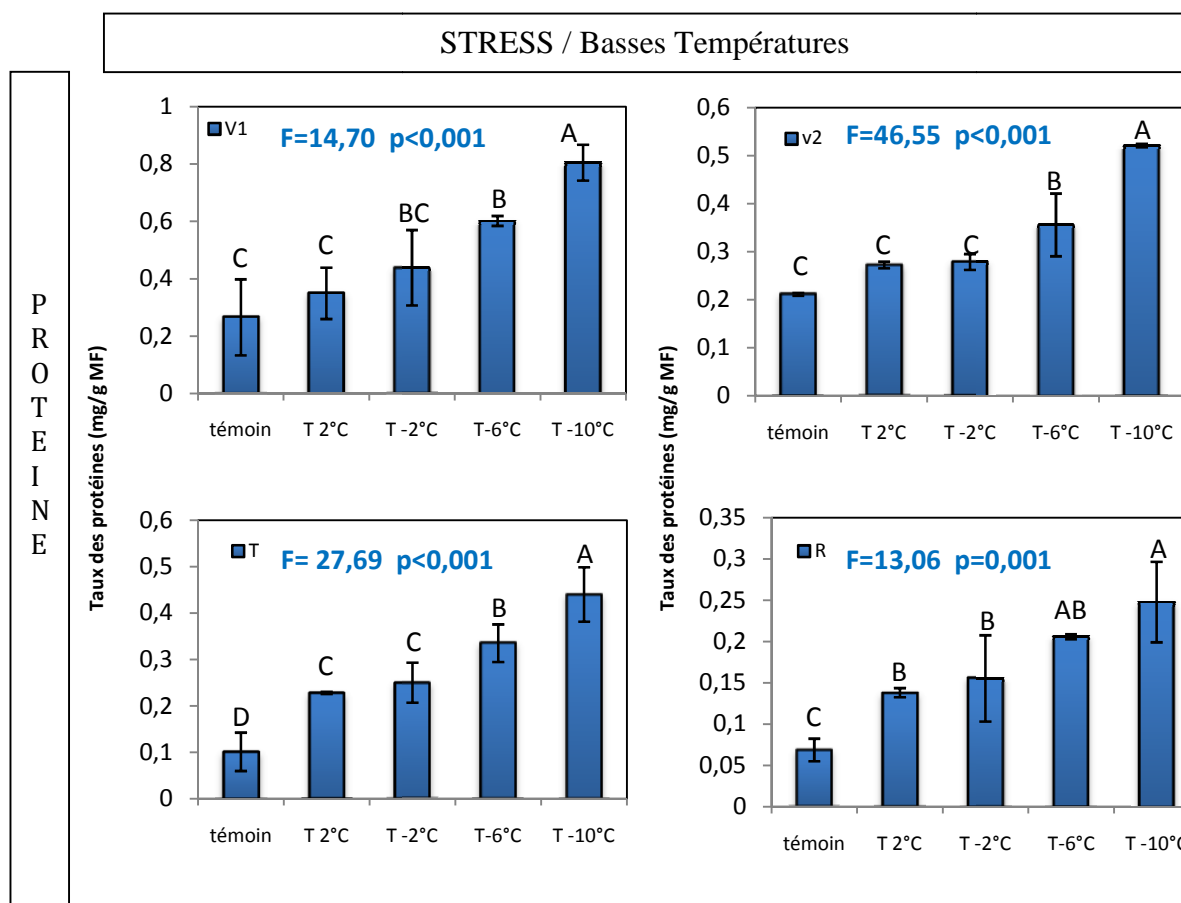 STRESS / Basses Températures
P
R
O
T
E
I
N
E
Taux des protéines (mg/g MF)
V1
F=14,70 p<0,001
1
0,8
0,6
0,4
0,2
0
C
C
BC
B
A
témoin T 2°C T -2°C T-6°C T -10°C
Taux des protéines (mg/g MF)
v2
F=46,55 p<0,001
0,6
0,5
0,4
0,3
0,2
0,1
0
C
C
C
B
A
témoin T 2°C T -2°C T-6°C T -10°C
T
F= 27,69 p<0,001
0,6
0,5
0,4
0,3
0,2
0,1
0
D
C
C
B
A
témoin T 2°C T -2°C T-6°C T -10°C
R
F=13,06 p=0,001
0,35
0,3
0,25
0,2
0,15
0,1
0,05
0
C
B
B
AB
A
témoin T 2°C T -2°C T-6°C T -10°C